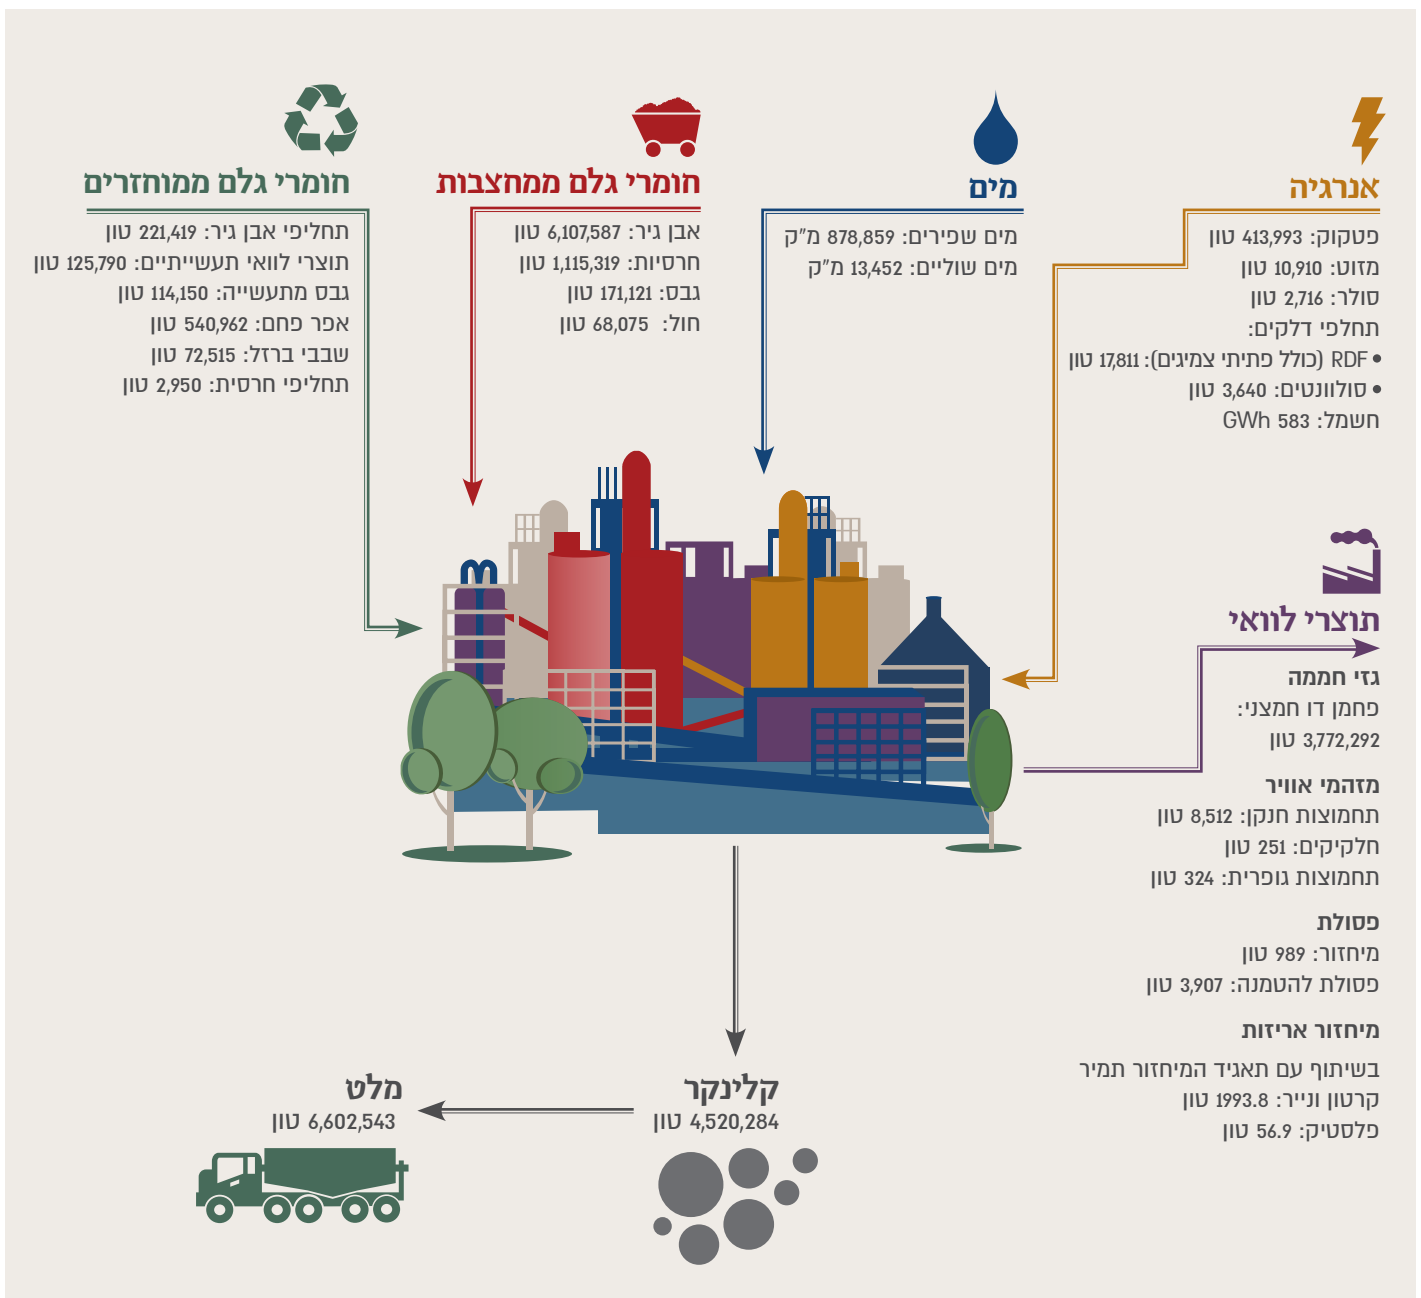 אנרגיה
פטקוק: 413,993 טון
מזוט: 10,910 טון
סולר: 2,716 טון
תחלפי דלקים:
• RDF (כולל פתיתי צמיגים): 17,811 טון
• סולוונטים: 3,640 טון
חשמל: 583 GWh
מים
מים שפירים: 878,859 מ"ק
מים שוליים: 13,452 מ"ק
חומרי גלם ממחצבות
אבן גיר: 6,107,587 טון
חרסיות: 1,115,319 טון
גבס: 171,121 טון
חול: 68,075 טון
חומרי גלם ממוחזרים
תחליפי אבן גיר: 221,419 טון
תוצרי לוואי תעשייתיים: 125,790 טון
גבס מתעשייה: 114,150 טון
אפר פחם: 540,962 טון
שבבי ברזל: 72,515 טון
תחליפי חרסית: 2,950 טון
תוצרי לוואי
גזי חממה
פחמן דו חמצני:
3,772,292 טון
מזהמי אוויר
תחמוצות חנקן: 8,512 טון
חלקיקים: 251 טון
תחמוצות גופרית: 324 טון
פסולת
מיחזור: 989 טון
פסולת להטמנה: 3,907 טון
מיחזור אריזות
בשיתוף עם תאגיד המיחזור תמיר
קרטון ונייר: 1993.8 טון
פלסטיק: 56.9 טון
קלינקר
4,520,284 טון
מלט
6,602,543 טון